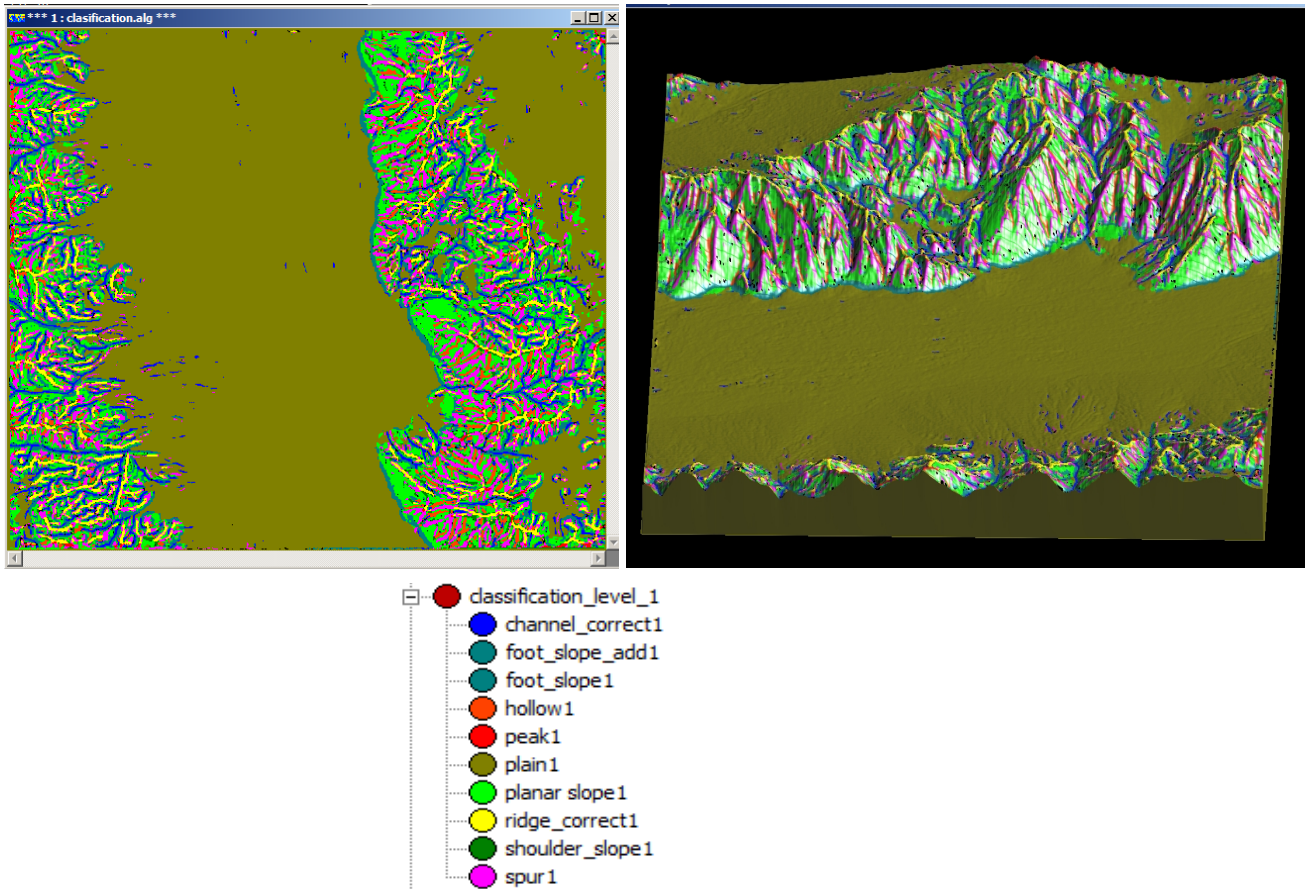 *** 1 : clasification.alg ***
classification_level_1
channel_correct1
foot_slope_add1
foot_slope1
hollow1
peak1
plain1
planar slope1
ridge_correct1
shoulder_slope1
spur1